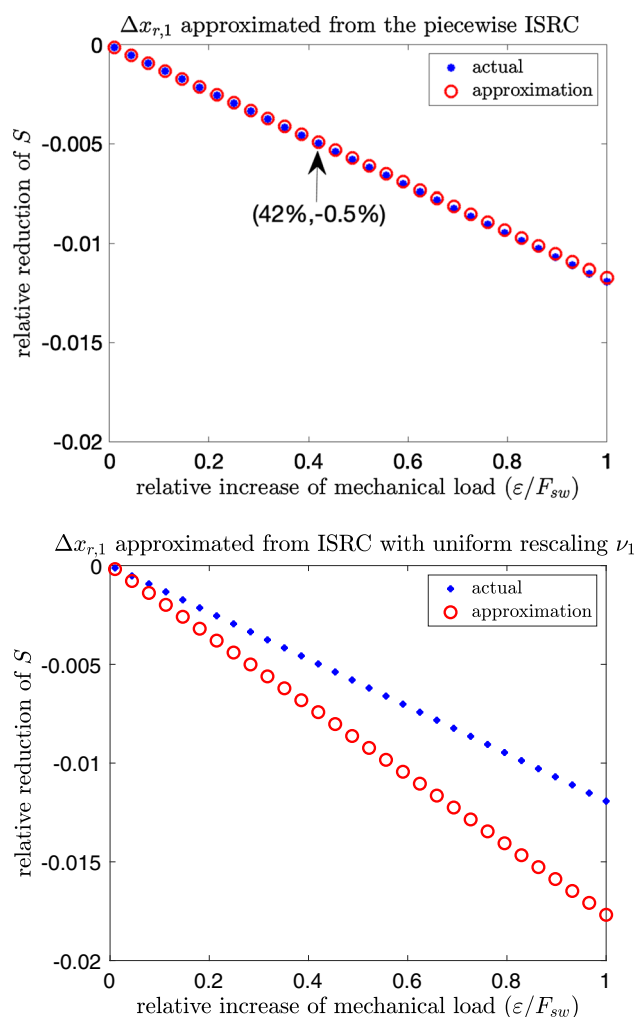 Δx_{r,1} approximated from the piecewise ISRC
0
actual
approximation
-0.005
(42%,-0.5%)
-0.01
-0.015
-0.02
relative reduction of S
0 0.2 0.4 0.6 0.8 1
relative increase of mechanical load (ε/F_{sw})
Δx_{r,1} approximated from ISRC with uniform rescaling ν_1
0
actual
approximation
-0.005
-0.01
-0.015
-0.02
relative reduction of S
0 0.2 0.4 0.6 0.8 1
relative increase of mechanical load (ε/F_{sw})